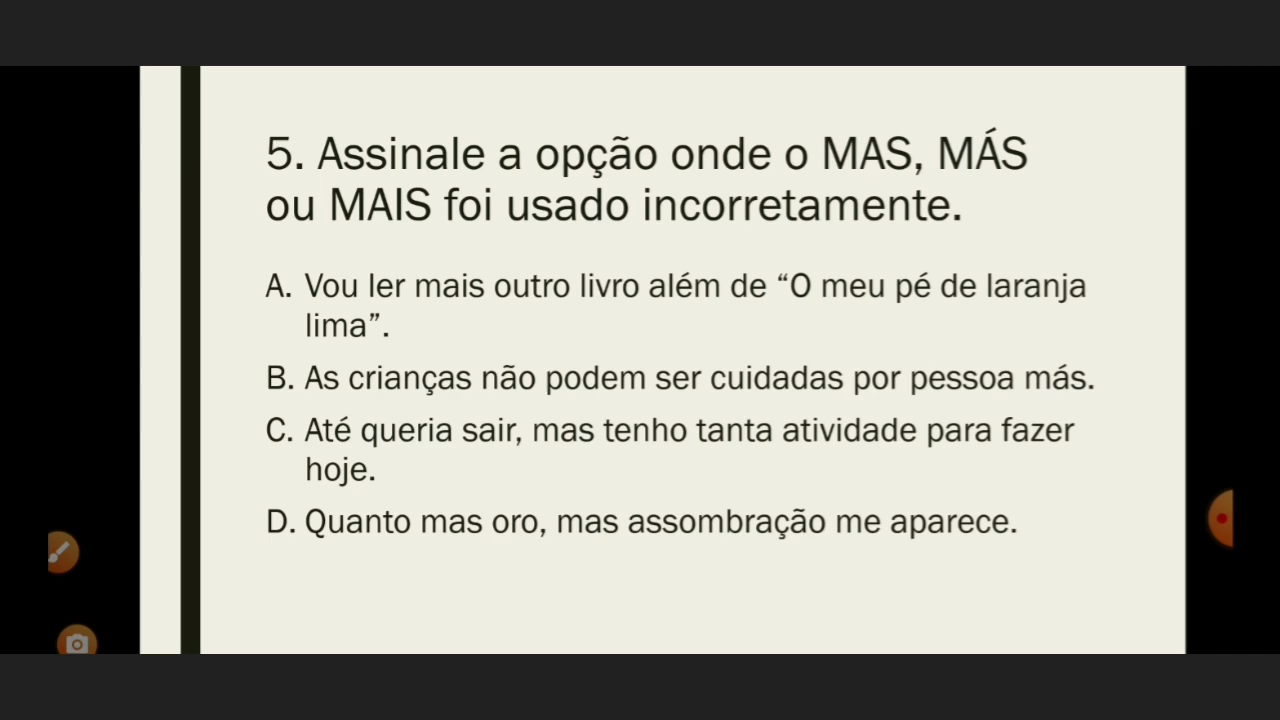 5. Assinale a opção onde o MAS, MÁS
ou MAIS foi usado incorretamente.
A. Vou ler mais outro livro além de “O meu pé de laranja
lima”.
B. As crianças não podem ser cuidadas por pessoa más.
C. Até queria sair, mas tenho tanta atividade para fazer
hoje.
D. Quanto mas oro, mas assombração me aparece.